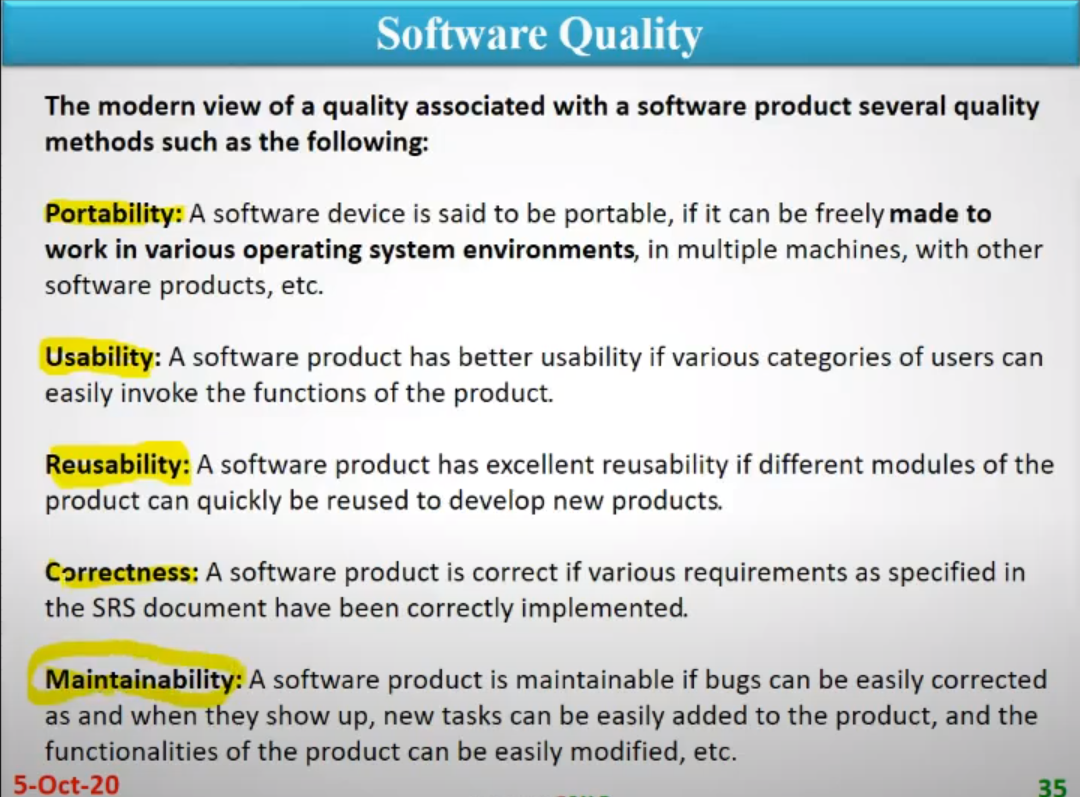 Software Quality
The modern view of a quality associated with a software product several quality
methods such as the following:
Portability: A software device is said to be portable, if it can be freely made to
work in various operating system environments, in multiple machines, with other
software products, etc.
Usability: A software product has better usability if various categories of users can
easily invoke the functions of the product.
Reusability: A software product has excellent reusability if different modules of the
product can quickly be reused to develop new products.
Correctness: A software product is correct if various requirements as specified in
the SRS document have been correctly implemented.
Maintainability: A software product is maintainable if bugs can be easily corrected
as and when they show up, new tasks can be easily added to the product, and the
functionalities of the product can be easily modified, etc.
5-Oct-20
35